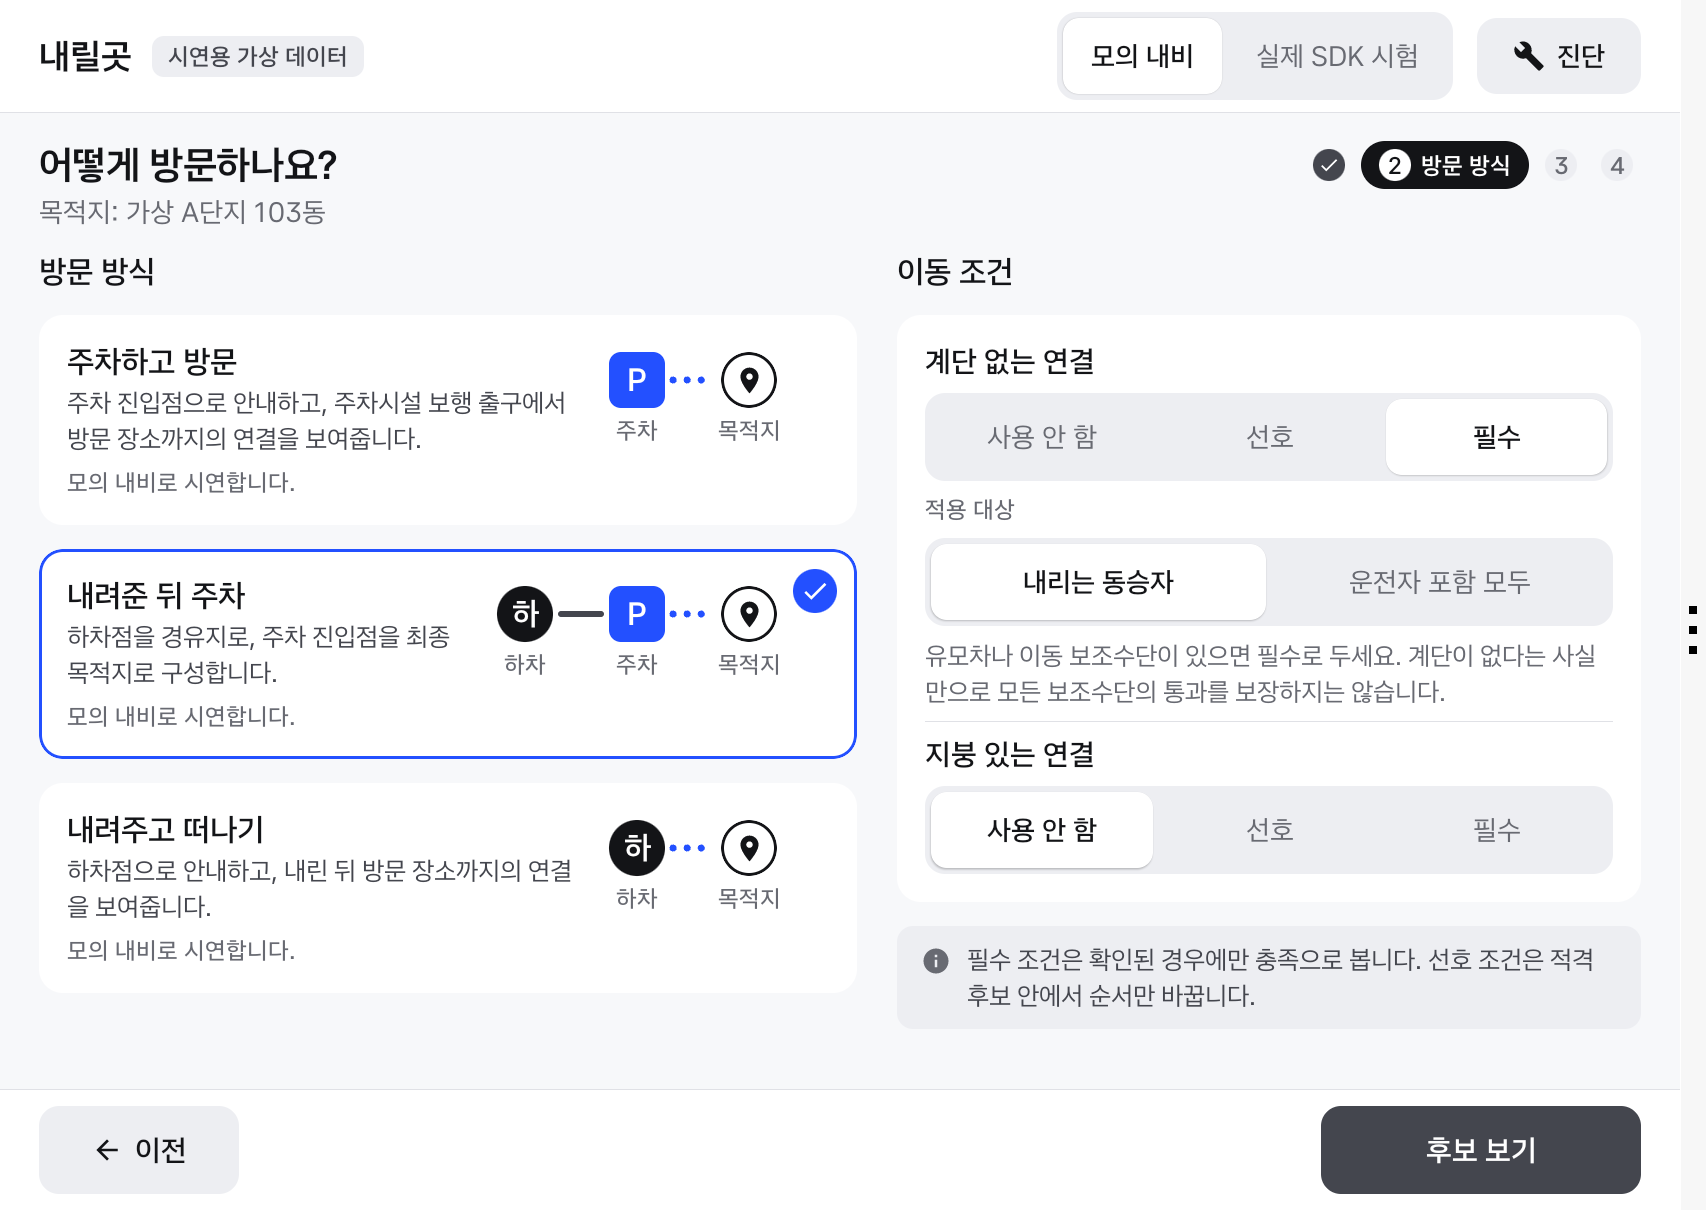 내릴곳
시연용 가상 데이터
모의 내비
실제 SDK 시험
진단
어떻게 방문하나요?
목적지: 가상 A단지 103동
2 방문 방식
3
4
방문 방식
주차하고 방문
주차 진입점으로 안내하고, 주차시설 보행 출구에서
방문 장소까지의 연결을 보여줍니다.
모의 내비로 시연합니다.
P
주차
목적지
내려준 뒤 주차
하차점을 경유지로, 주차 진입점을 최종
목적지로 구성합니다.
모의 내비로 시연합니다.
하
P
하차
주차
목적지
내려주고 떠나기
하차점으로 안내하고, 내린 뒤 방문 장소까지의 연결
을 보여줍니다.
모의 내비로 시연합니다.
하
하차
목적지
이동 조건
계단 없는 연결
사용 안 함
선호
필수
적용 대상
내리는 동승자
운전자 포함 모두
유모차나 이동 보조수단이 있으면 필수로 두세요. 계단이 없다는 사실
만으로 모든 보조수단의 통과를 보장하지는 않습니다.
지붕 있는 연결
사용 안 함
선호
필수
필수 조건은 확인된 경우에만 충족으로 봅니다. 선호 조건은 적격
후보 안에서 순서만 바꿉니다.
이전
후보 보기